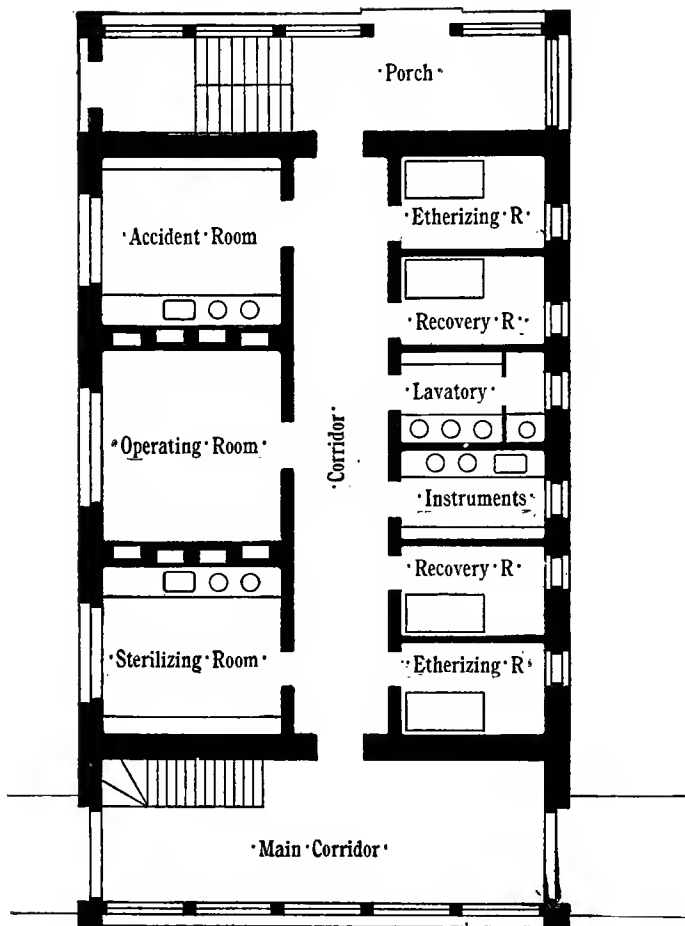 ·Porch·
·Accident·Room
·Etherizing·R·
·Recovery·R·
·Lavatory·
·Operating·Room·
·Corridor·
·Instruments·
·Recovery·R
·Sterilizing·Room·
·Etherizing·R·
·Main·Corridor·